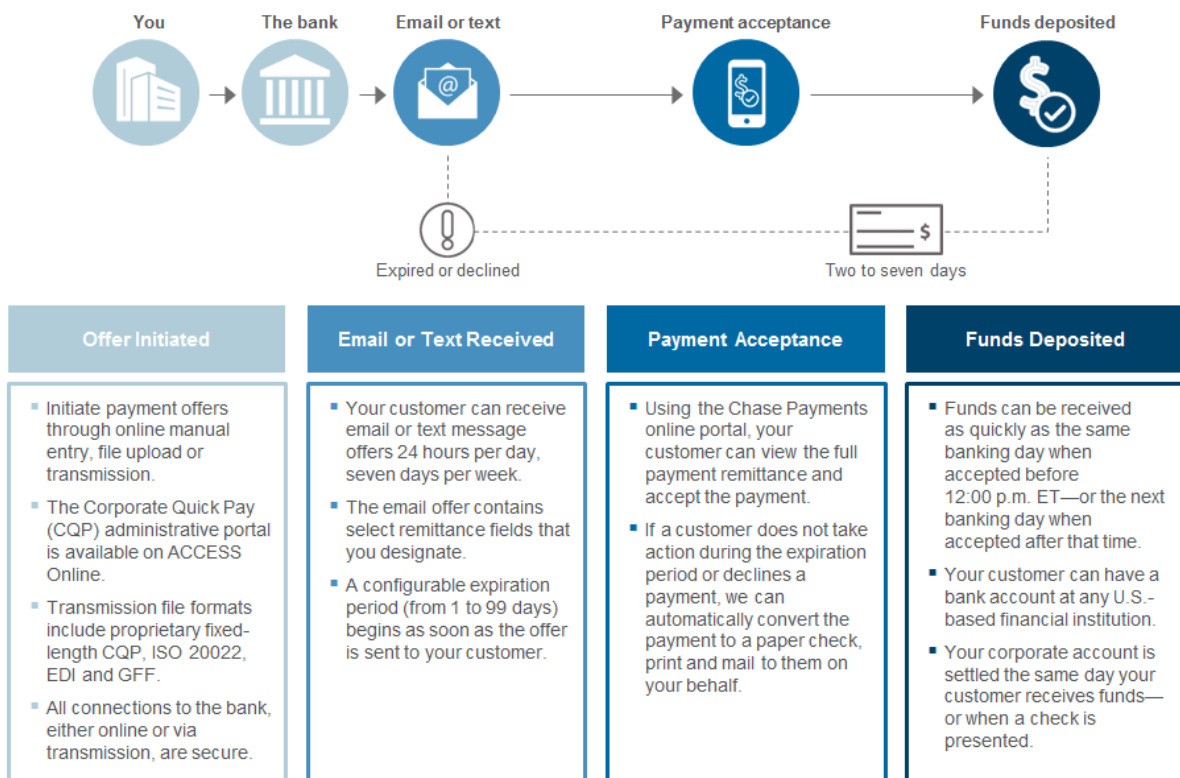 You
The bank
Email or text
Payment acceptance
Funds deposited
@
$
$
$
Expired or declined
Two to seven days
Offer Initiated
▪ Initiate payment offers
through online manual
entry, file upload or
transmission.
▪ The Corporate Quick Pay
(CQP) administrative portal
is available on ACCESS
Online.
▪ Transmission file formats
include proprietary fixed-
length CQP, ISO 20022,
EDI and GFF.
▪ All connections to the bank,
either online or via
transmission, are secure.
Email or Text Received
▪ Your customer can receive
email or text message
offers 24 hours per day,
seven days per week.
▪ The email offer contains
select remittance fields that
you designate.
▪ A configurable expiration
period (from 1 to 99 days)
begins as soon as the offer
is sent to your customer.
Payment Acceptance
▪ Using the Chase Payments
online portal, your
customer can view the full
payment remittance and
accept the payment.
▪ If a customer does not take
action during the expiration
period or declines a
payment, we can
automatically convert the
payment to a paper check,
print and mail to them on
your behalf.
Funds Deposited
▪ Funds can be received
as quickly as the same
banking day when
accepted before
12:00 p.m. ET—or the next
banking day when
accepted after that time.
▪ Your customer can have a
bank account at any U.S.-
based financial institution.
▪ Your corporate account is
settled the same day your
customer receives funds—
or when a check is
presented.